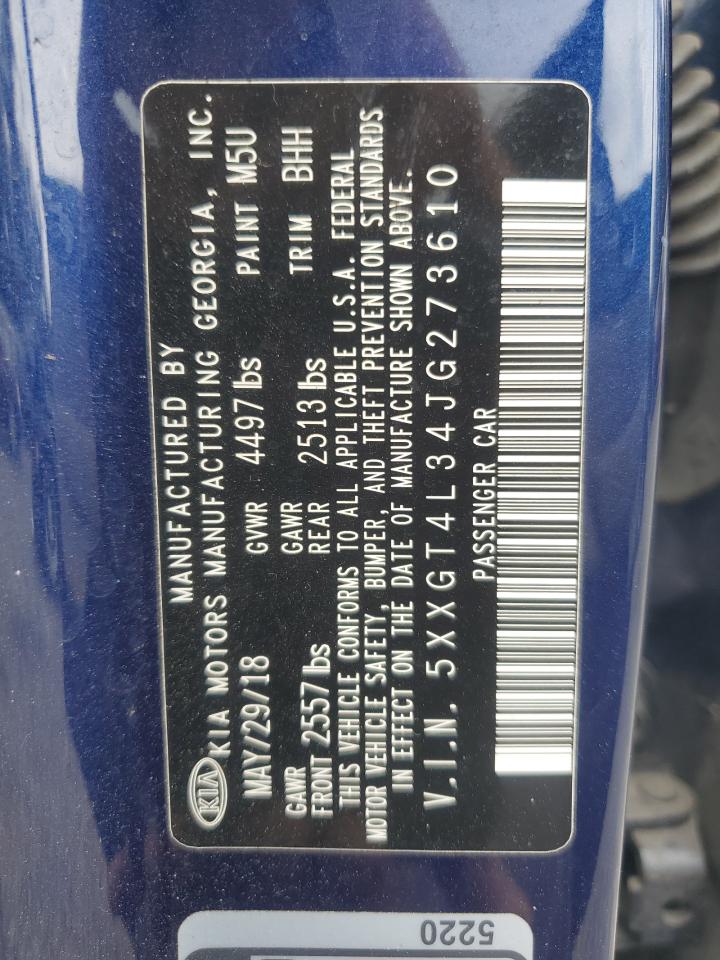 MANUFACTURED BY
KIA KIA MOTORS MANUFACTURING GEORGIA, INC.
MAY/29/18 GVWR 4497 lbs PAINT M5U
GAWR FRONT 2557 lbs GAWR REAR 2513 lbs TRIM BHH
THIS VEHICLE CONFORMS TO ALL APPLICABLE U.S.A. FEDERAL
MOTOR VEHICLE SAFETY, BUMPER, AND THEFT PREVENTION STANDARDS
IN EFFECT ON THE DATE OF MANUFACTURE SHOWN ABOVE.
V.I.N. 5XXGT4L34JG273610
PASSENGER CAR
5220